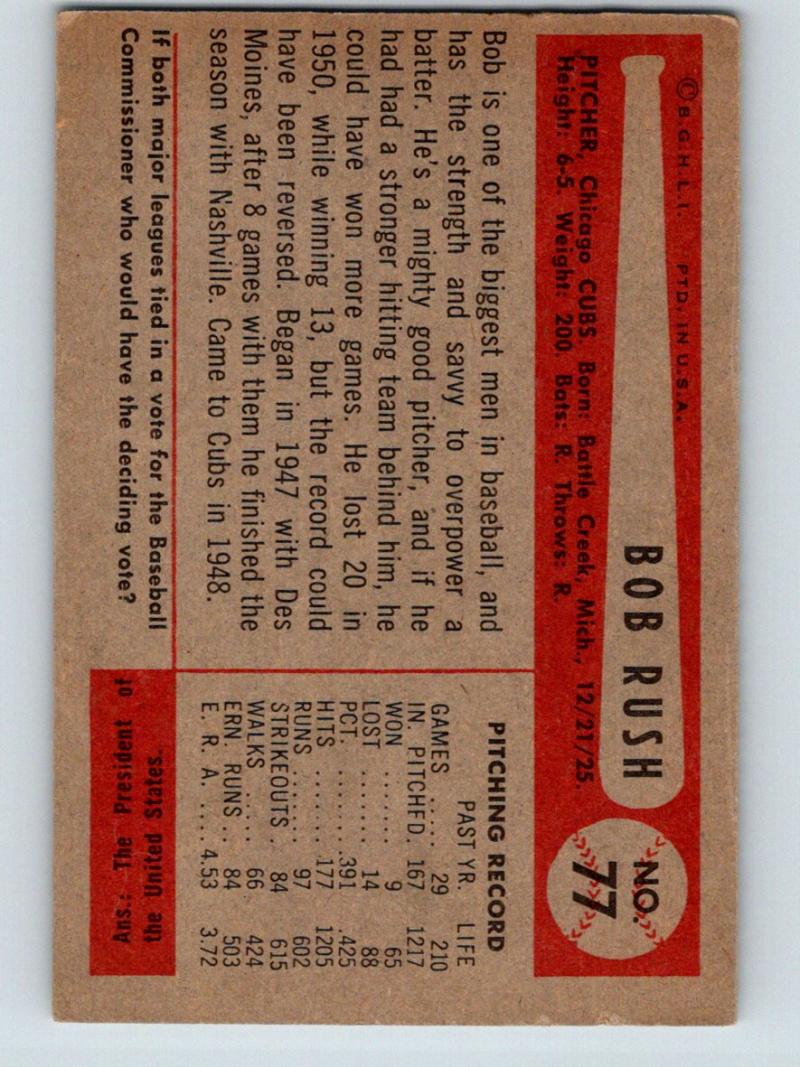 © B.G.H.L.I. PTD. IN U.S.A.
BOB RUSH
NO.
77
PITCHER, Chicago CUBS. Born: Battle Creek, Mich., 12/21/25.
Height: 6-5. Weight: 200. Bats: R. Throws: R.
Bob is one of the biggest men in baseball, and
has the strength and savvy to overpower a
batter. He's a mighty good pitcher, and if he
had had a stronger hitting team behind him, he
could have won more games. He lost 20 in
1950, while winning 13, but the record could
have been reversed. Began in 1947 with Des
Moines, after 8 games with them he finished the
season with Nashville. Came to Cubs in 1948.
PITCHING RECORD
PAST YR. LIFE
GAMES ..... 29 210
IN. PITCHED. 167 1217
WON ....... 9 65
LOST ....... 14 88
PCT. ....... .391 .425
HITS ....... 177 1205
RUNS ....... 97 602
STRIKEOUTS . 84 615
WALKS ..... 66 424
ERN. RUNS .. 84 503
E. R. A. .... 4.53 3.72
If both major leagues tied in a vote for the Baseball
Commissioner who would have the deciding vote?
Ans.: The President of
the United States.